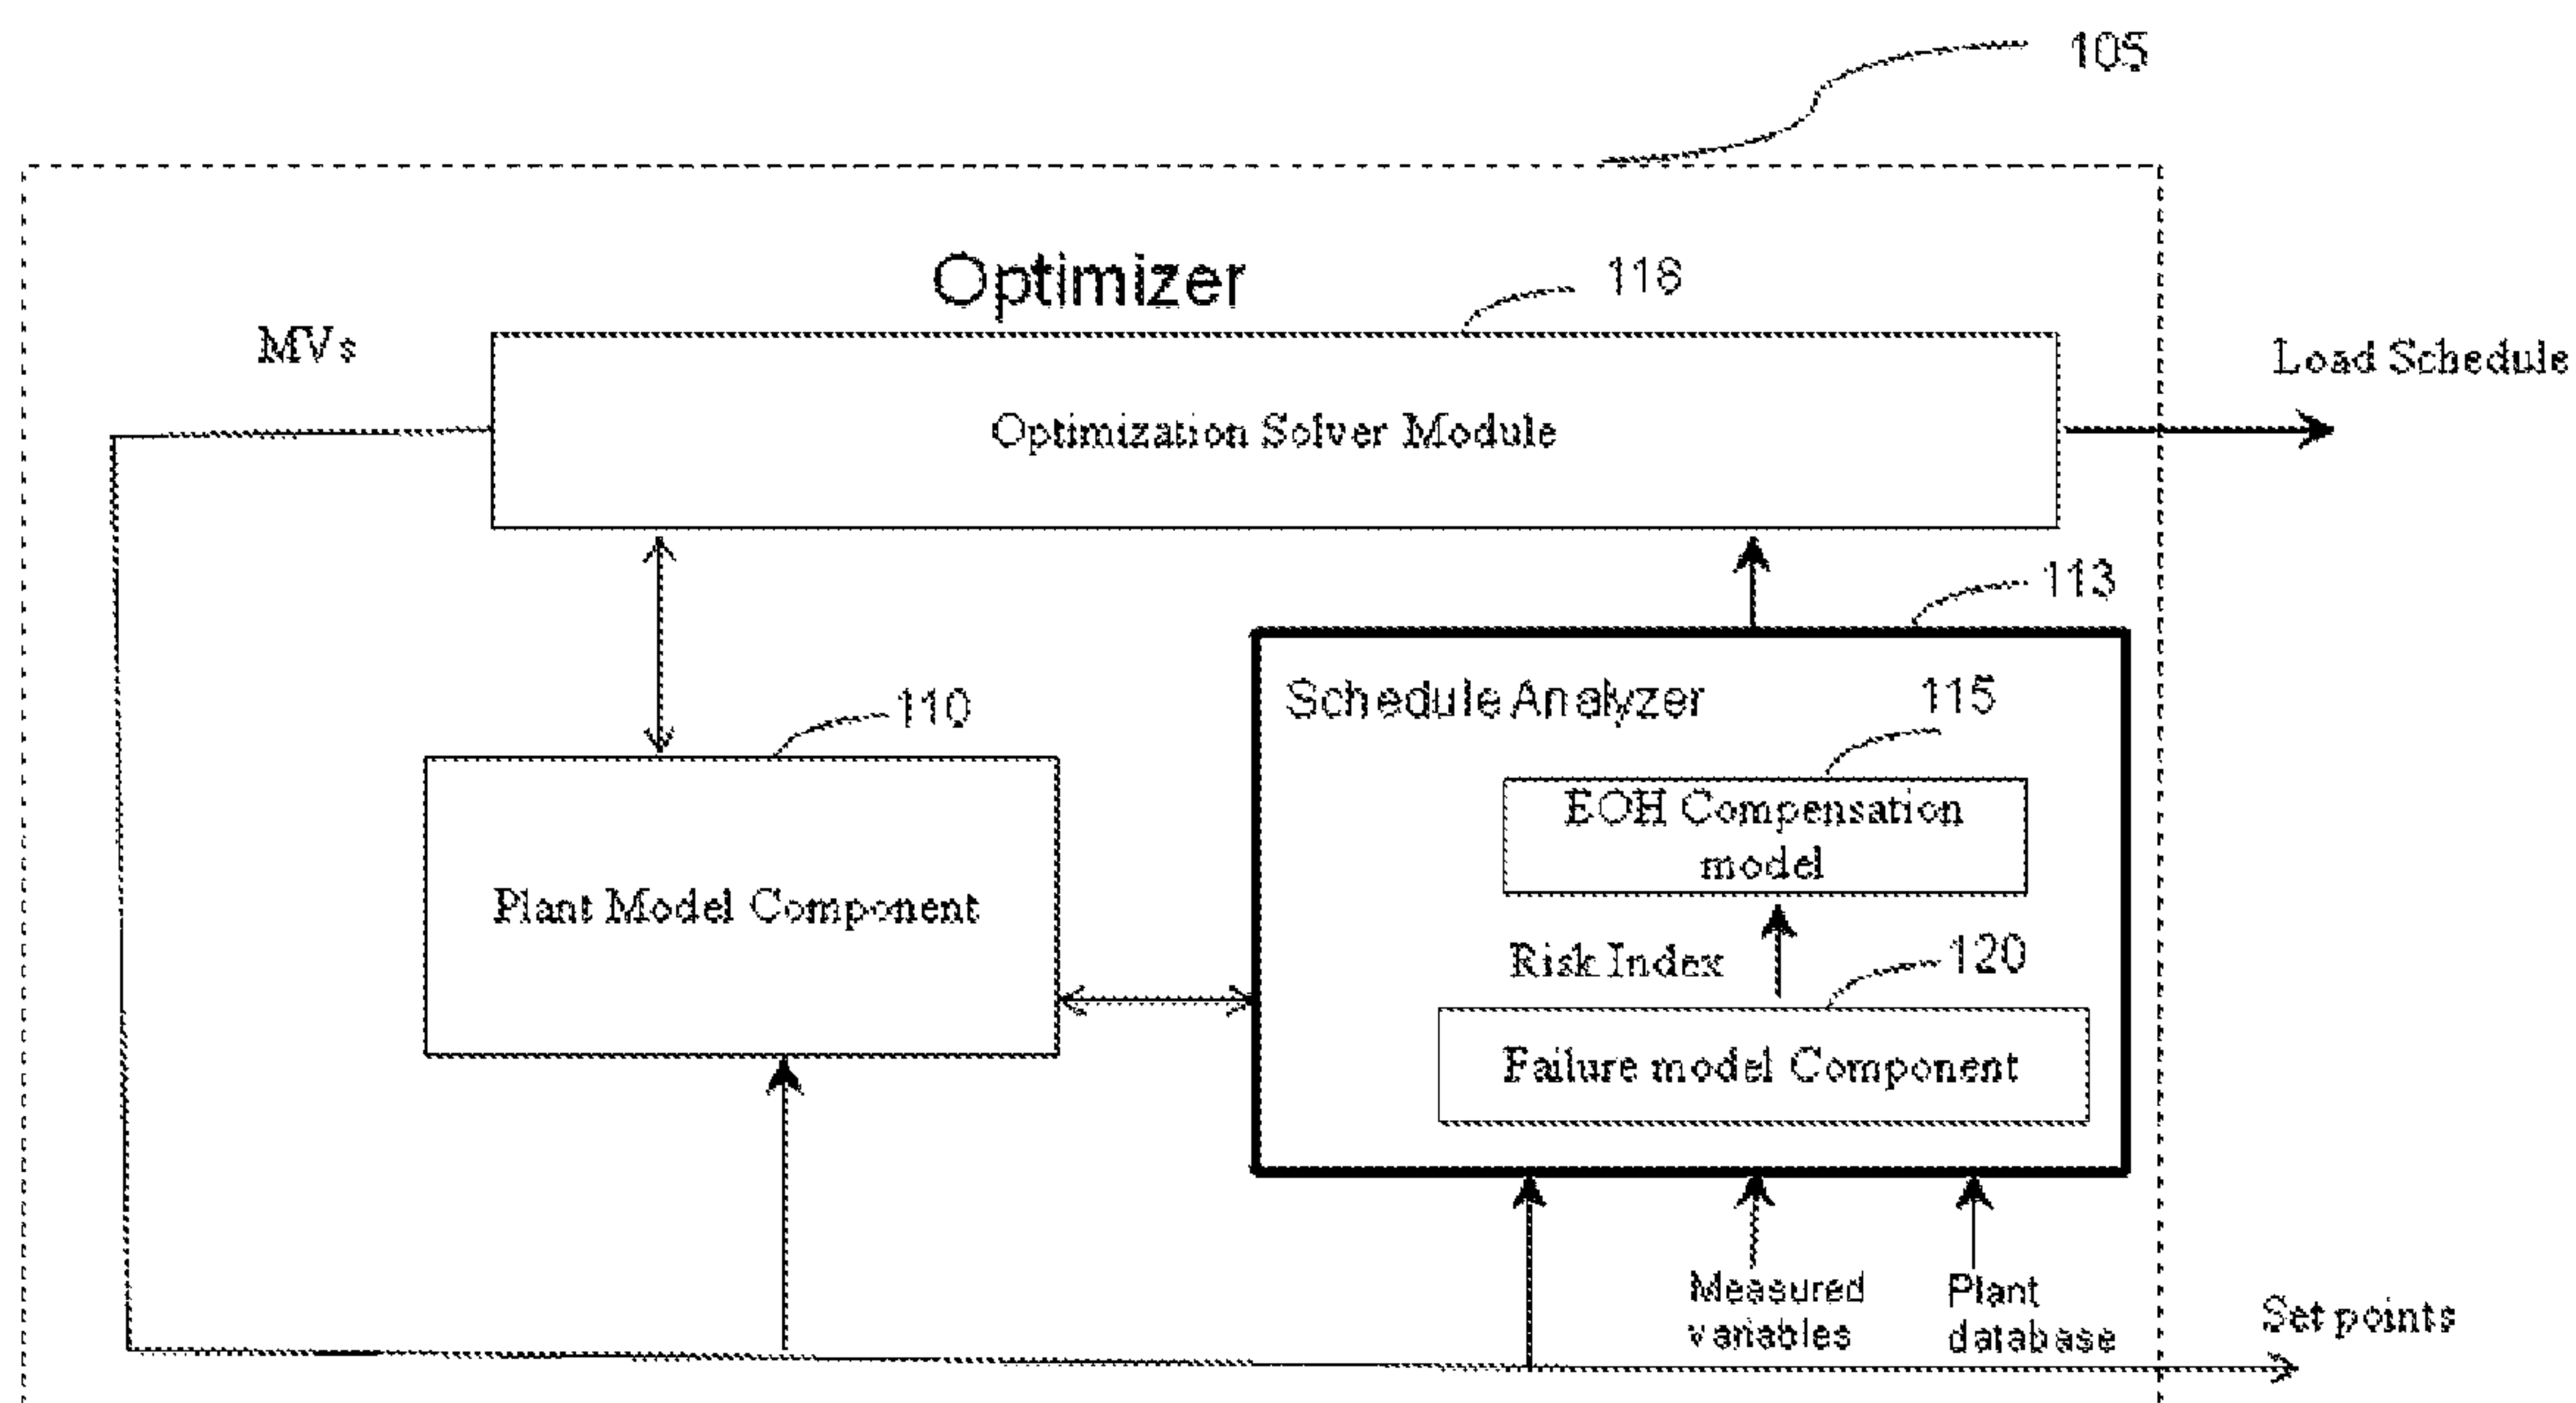 105
Optimizer
116
MVs
Load Schedule
Optimization Solver Module
113
110
Schedule Analyzer
115
EOH Compensation
model
Plant Model Component
Risk Index
120
Failure model Component
Measured
variables
Plant
database
Set points